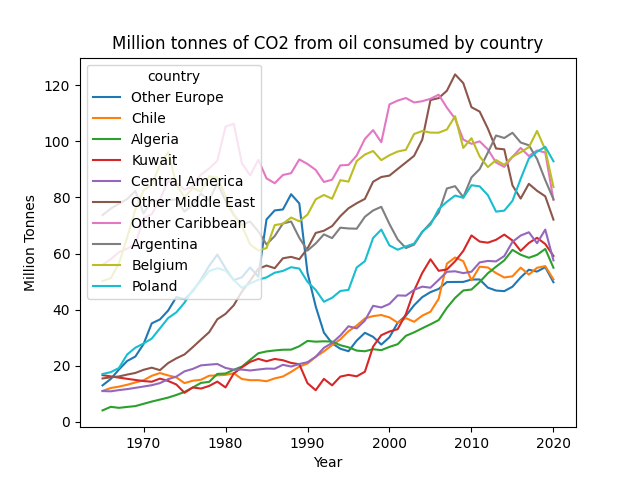 Million tonnes of CO2 from oil consumed by country
country
Other Europe
Chile
Algeria
Kuwait
Central America
Other Middle East
Other Caribbean
Argentina
Belgium
Poland
Million Tonnes
120
100
80
60
40
20
0
1970
1980
1990
2000
2010
2020
Year